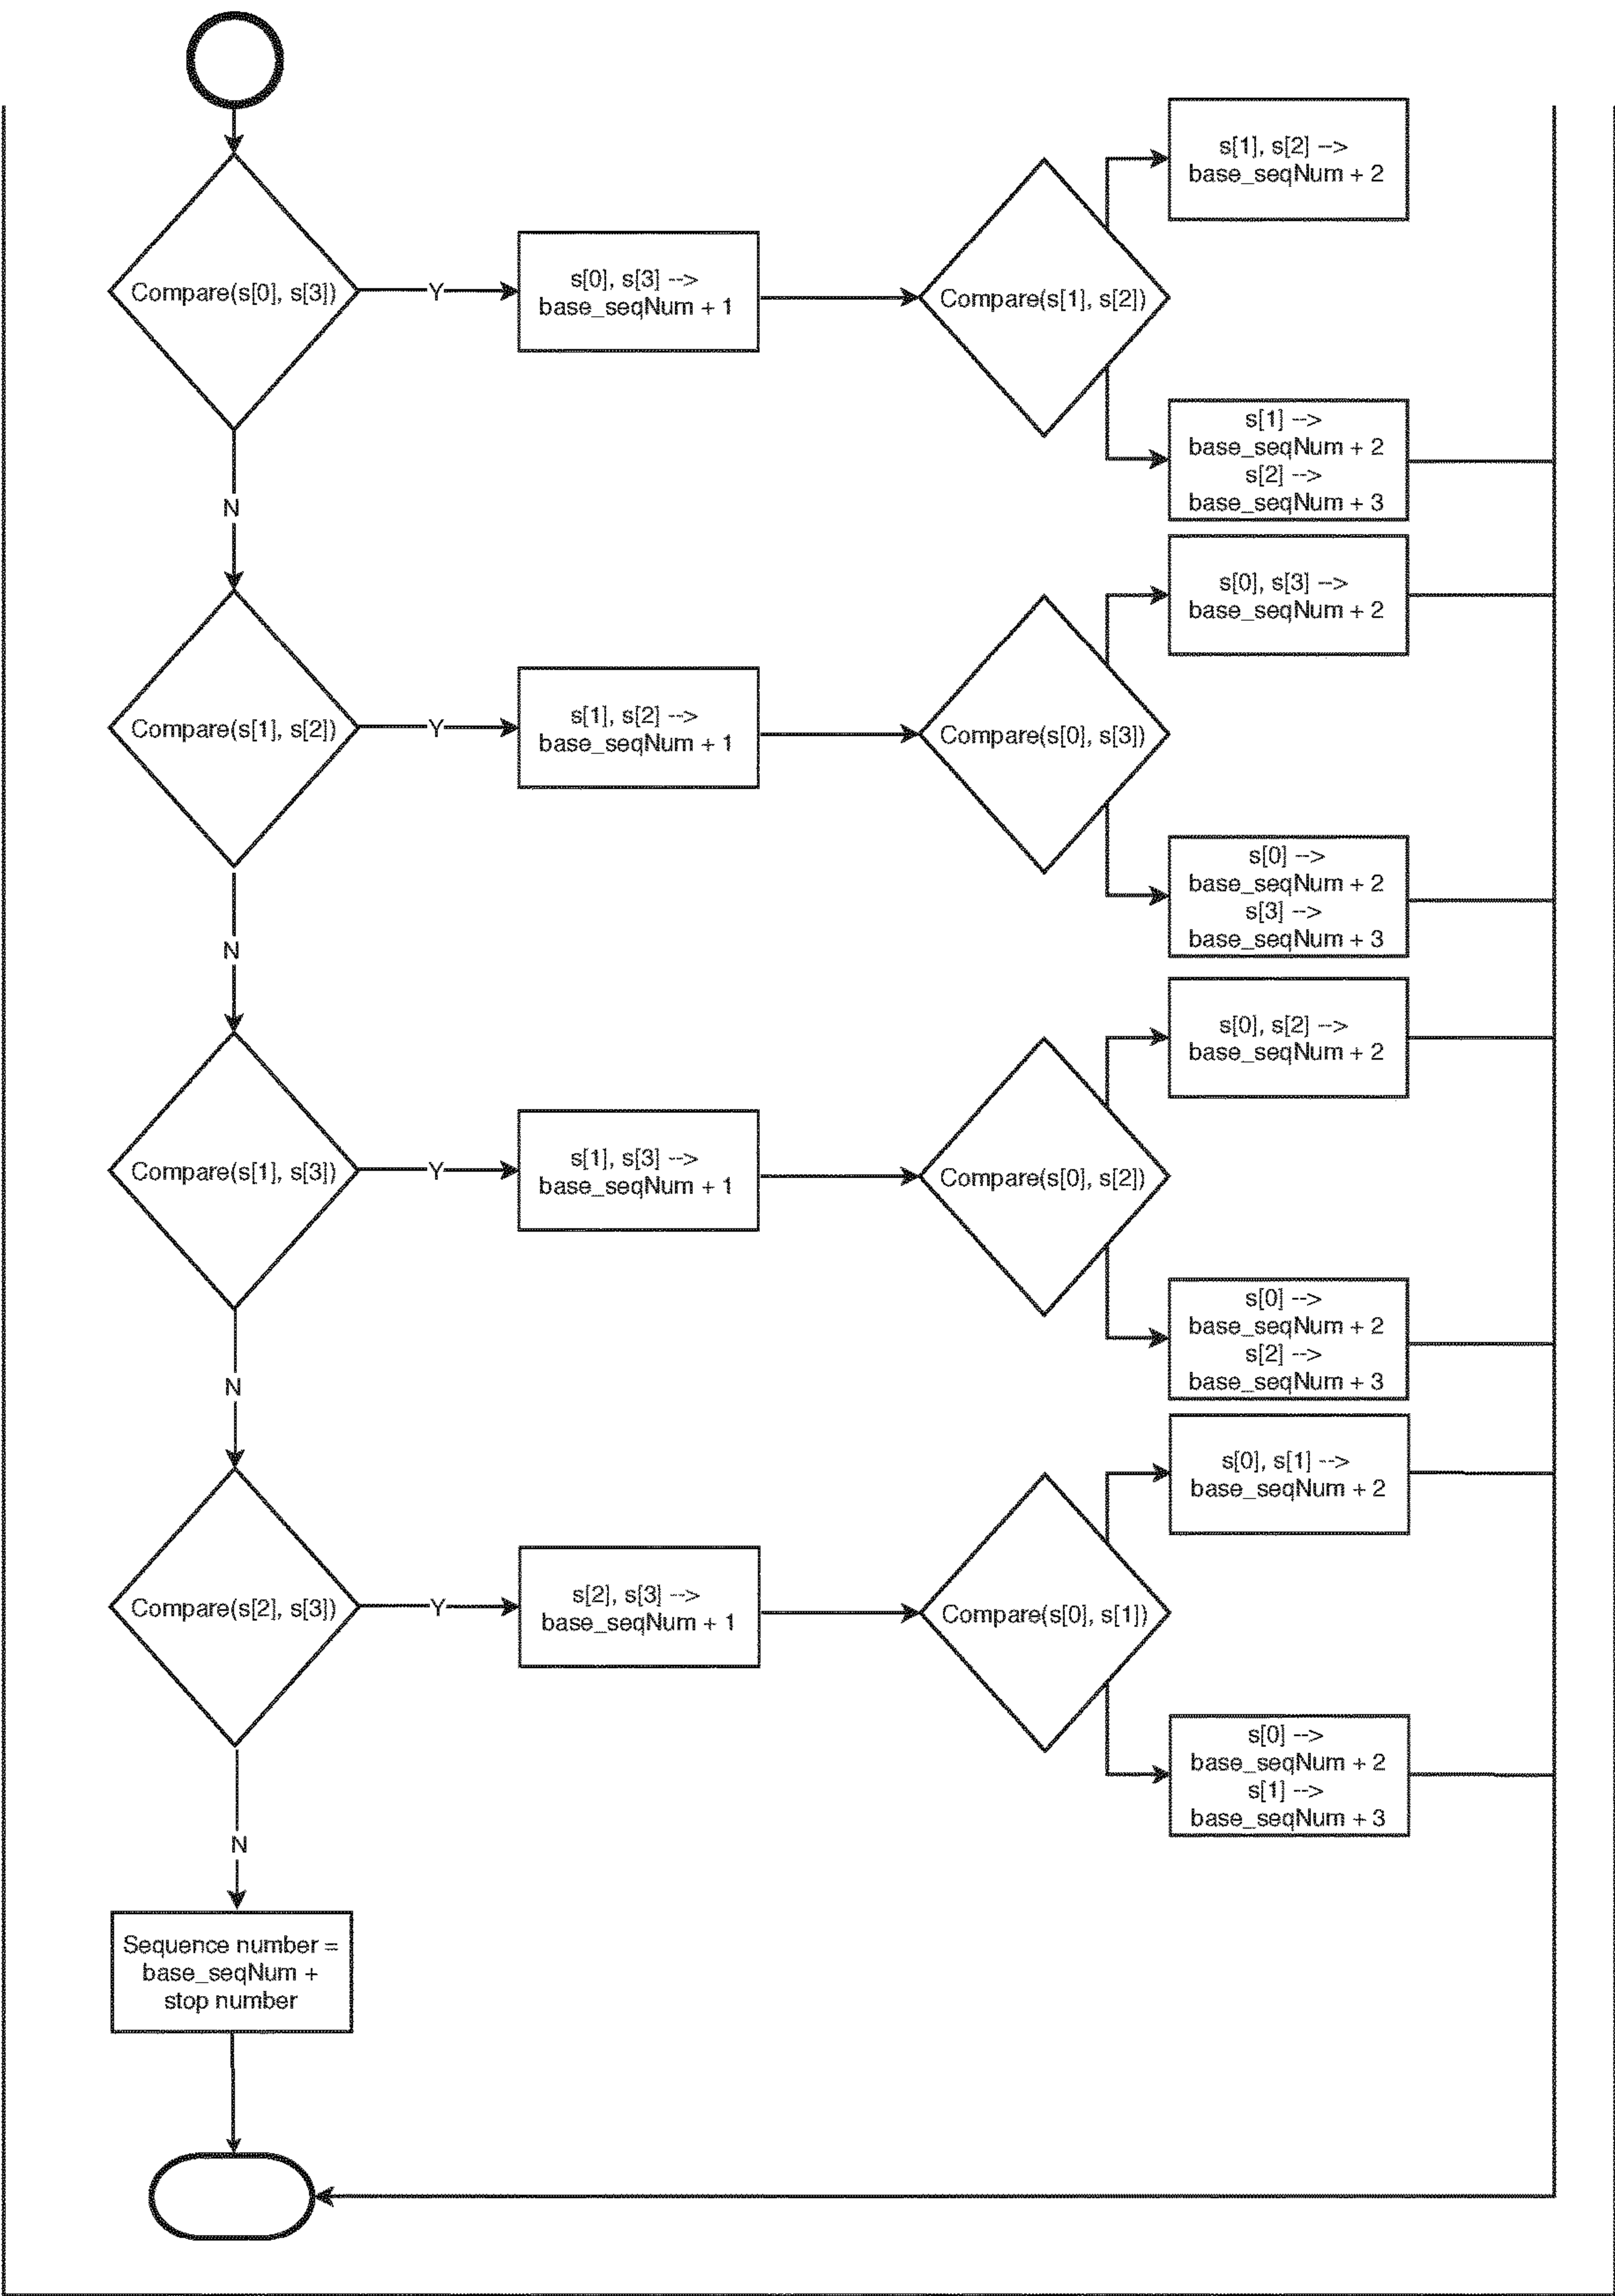 s[1], s[2] -->
base_seqNum + 2
Compare(s[0], s[3])
Y
s[0], s[3] -->
base_seqNum + 1
Compare(s[1], s[2])
s[1] -->
base_seqNum + 2
s[2] -->
base_seqNum + 3
N
s[0], s[3] -->
base_seqNum + 2
Compare(s[1], s[2])
Y
s[1], s[2] -->
base_seqNum + 1
Compare(s[0], s[3])
s[0] -->
base_seqNum + 2
s[3] -->
base_seqNum + 3
N
s[0], s[2] -->
base_seqNum + 2
Compare(s[1], s[3])
Y
s[1], s[3] -->
base_seqNum + 1
Compare(s[0], s[2])
s[0] -->
base_seqNum + 2
s[2] -->
base_seqNum + 3
N
s[0], s[1] -->
base_seqNum + 2
Compare(s[2], s[3])
Y
s[2], s[3] -->
base_seqNum + 1
Compare(s[0], s[1])
s[0] -->
base_seqNum + 2
s[1] -->
base_seqNum + 3
N
Sequence number =
base_seqNum +
stop number